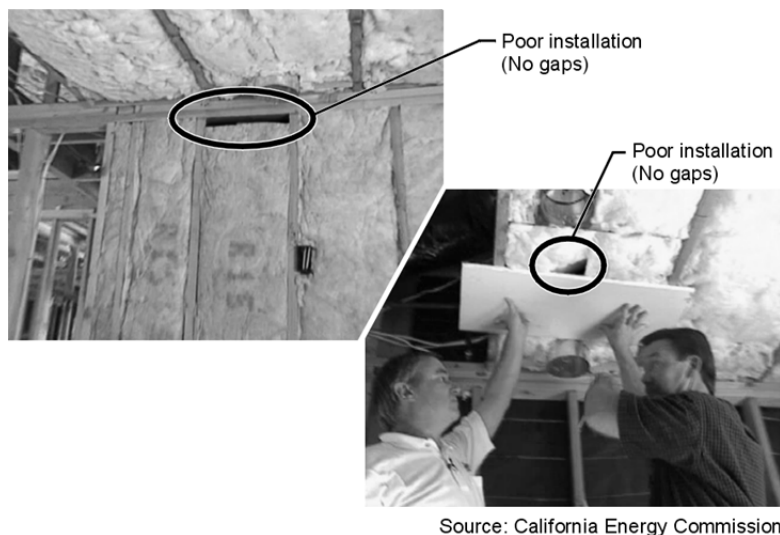 Poor installation
(No gaps)
Poor installation
(No gaps)
Source: California Energy Commission